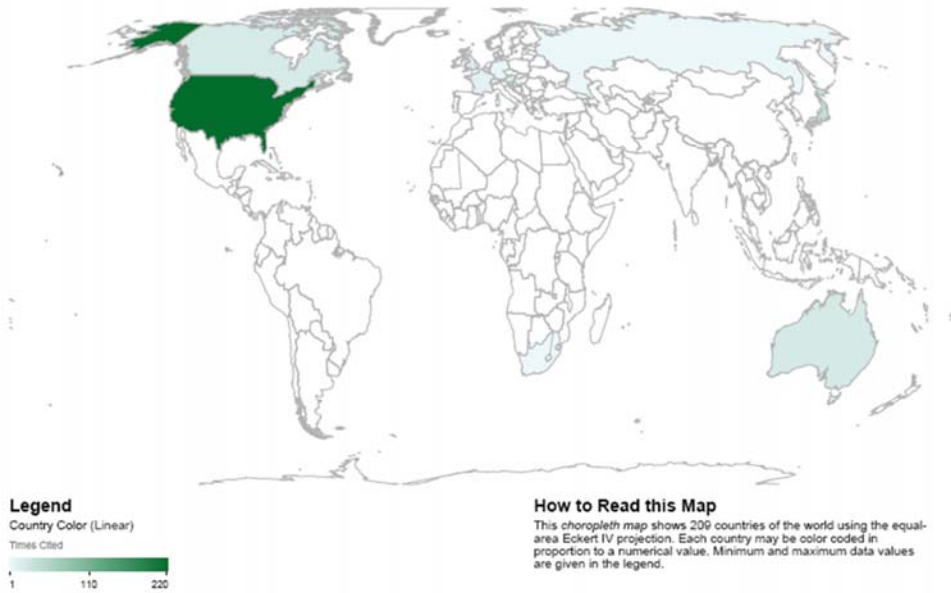 Legend
Country Color (Linear)
Times Cited
1 110 220
How to Read this Map
This choropleth map shows 209 countries of the world using the equal-
area Eckert IV projection. Each country may be color coded in
proportion to a numerical value. Minimum and maximum data values
are given in the legend.